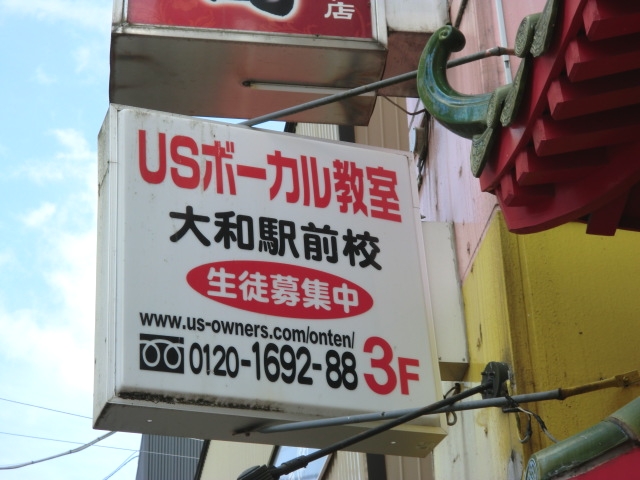 店
USボーカル教室
大和駅前校
生徒募集中
www.us-owners.com/onten/
0120-1692-88 3F